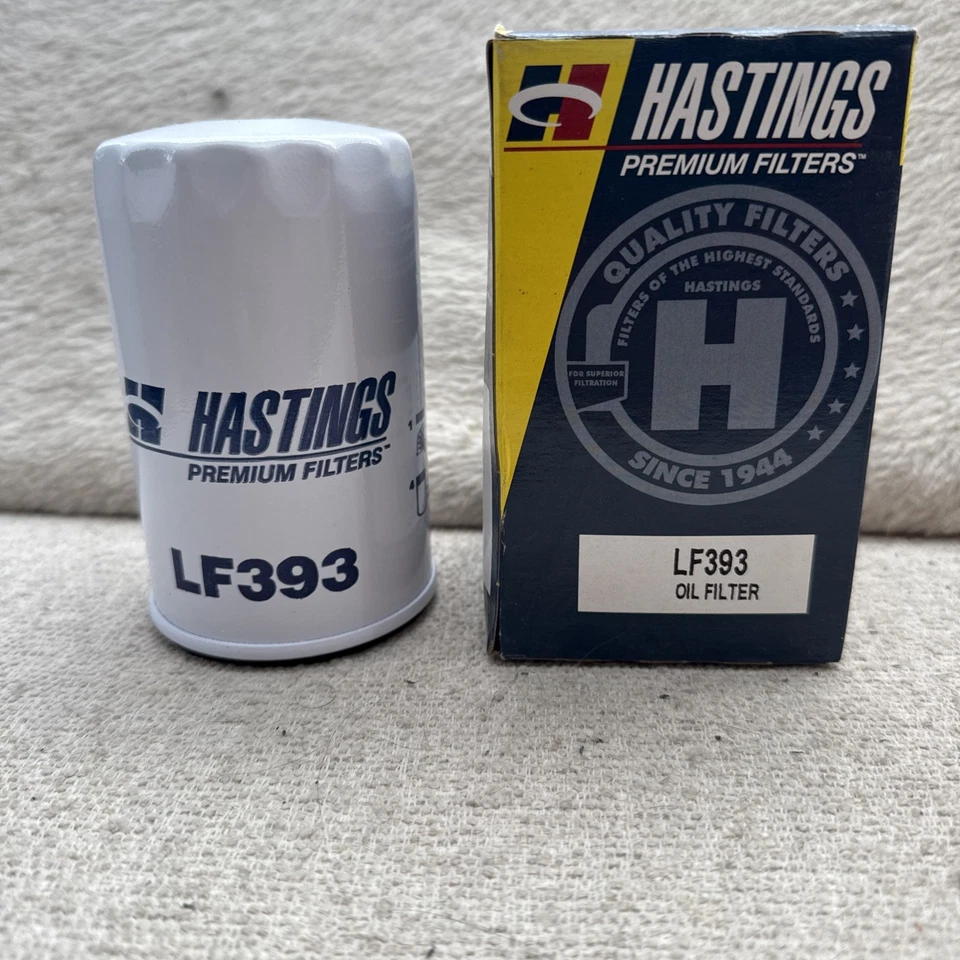 HASTINGS
PREMIUM FILTERS™
LF393
H
HASTINGS
PREMIUM FILTERS™
QUALITY FILTERS
FILTERS OF THE HIGHEST STANDARDS
HASTINGS
H
FOR SUPERIOR
FILTRATION
SINCE 1944
LF393
OIL FILTER